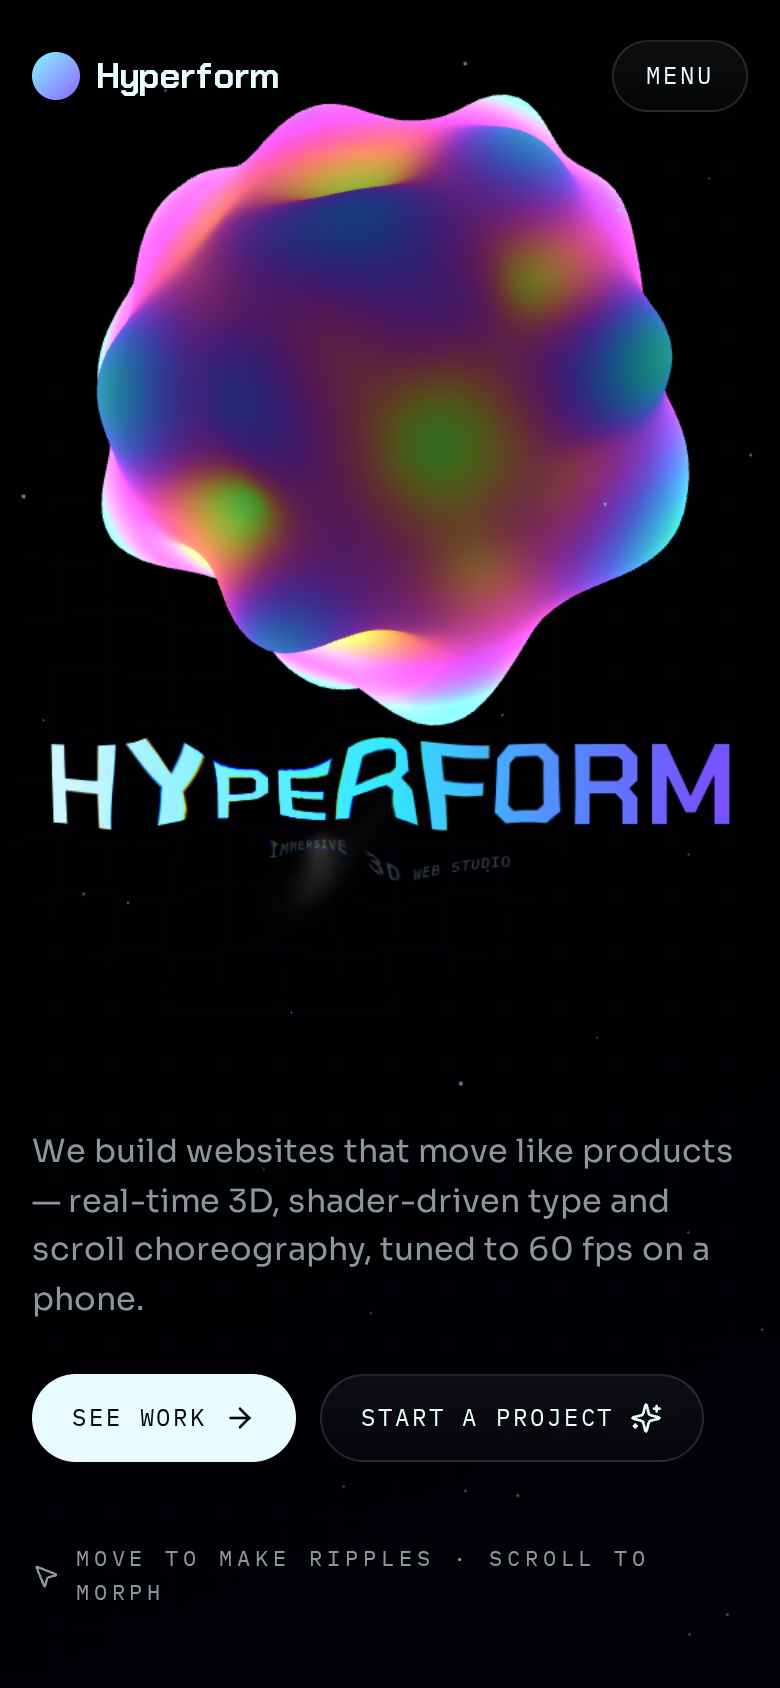 Hyperform
MENU
HYPERFORM
IMMERSIVE 3D WEB STUDIO
We build websites that move like products
— real-time 3D, shader-driven type and
scroll choreography, tuned to 60 fps on a
phone.
SEE WORK
START A PROJECT
MOVE TO MAKE RIPPLES · SCROLL TO
MORPH